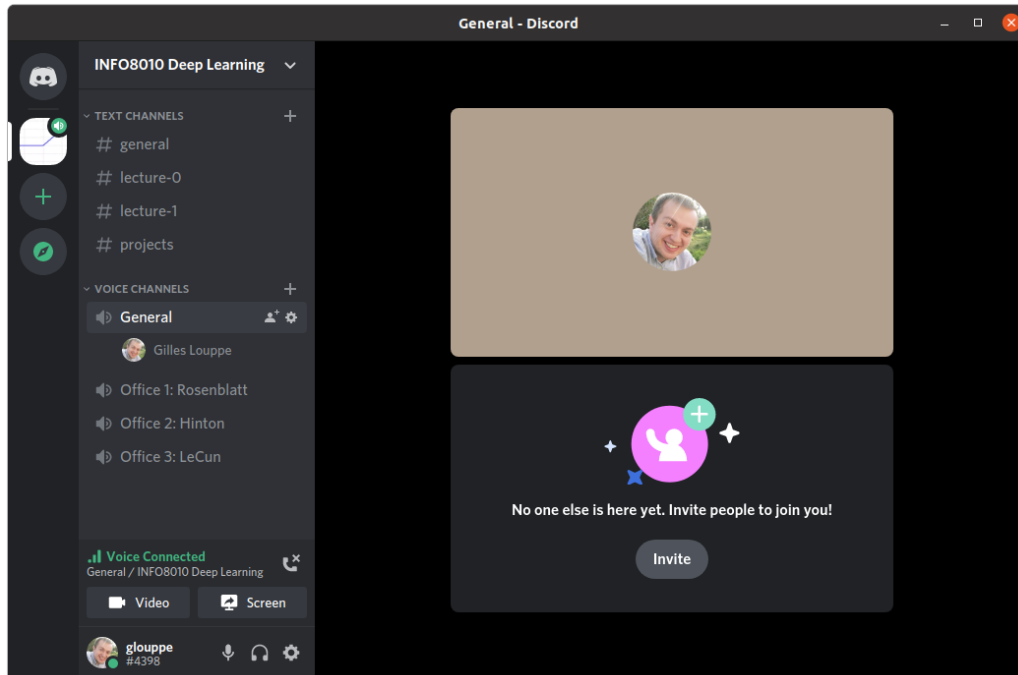 General - Discord
INFO8010 Deep Learning
TEXT CHANNELS
# general
# lecture-0
# lecture-1
# projects
VOICE CHANNELS
General
Gilles Louppe
Office 1: Rosenblatt
Office 2: Hinton
Office 3: LeCun
Voice Connected
General / INFO8010 Deep Learning
Video
Screen
glouppe
#4398
No one else is here yet. Invite people to join you!
Invite